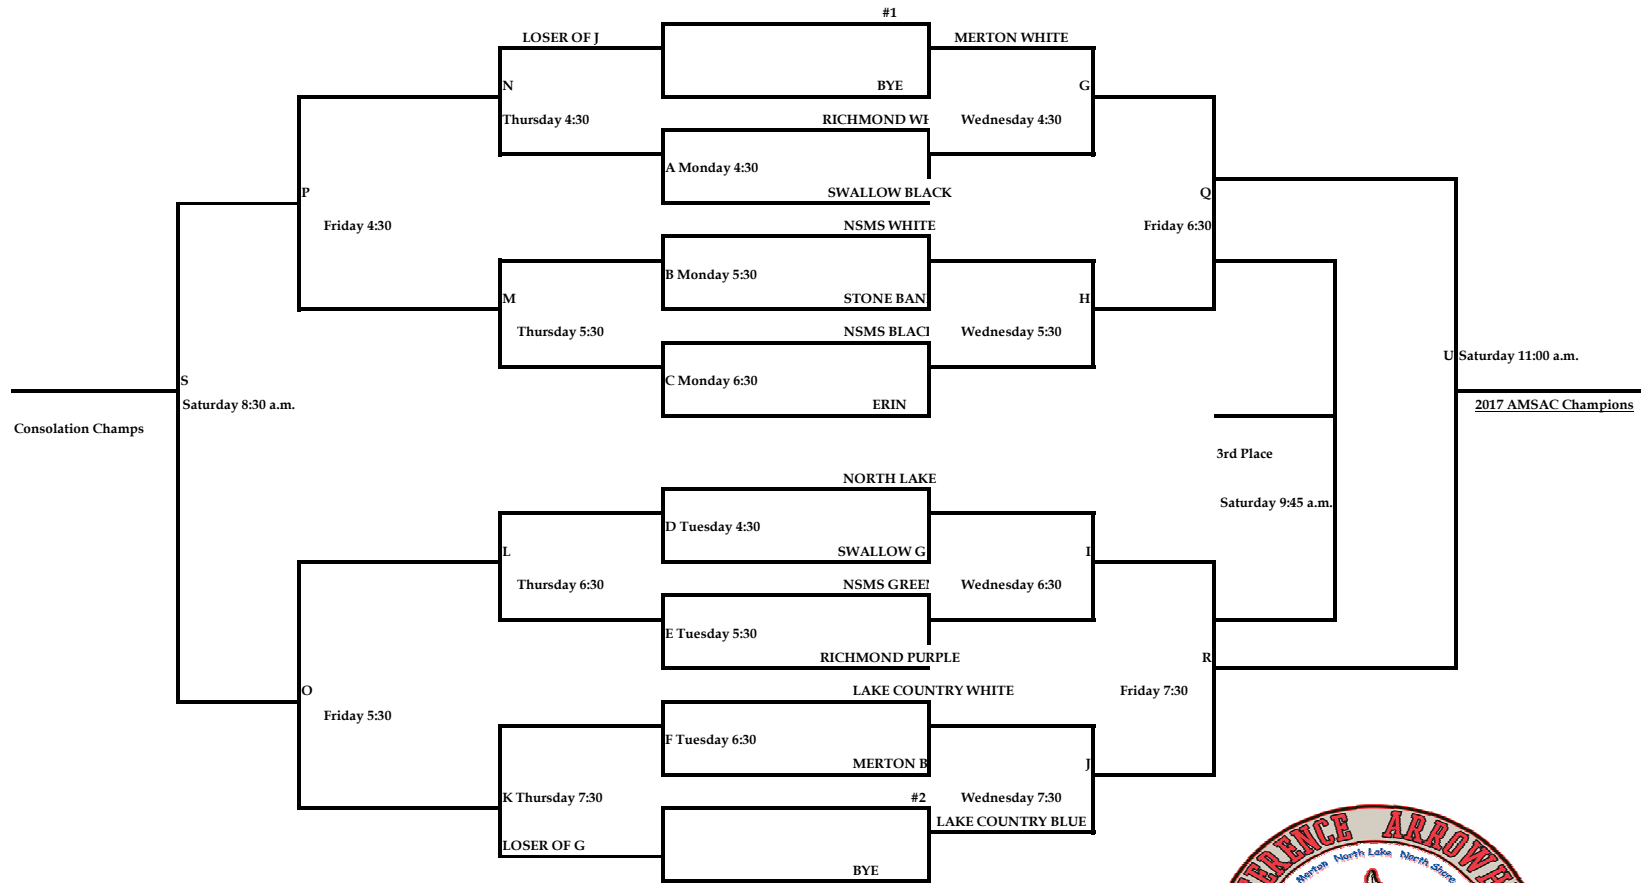 #1
LOSER OF J
MERTON WHITE
N
BYE
G
Thursday 4:30
RICHMOND WH
Wednesday 4:30
A Monday 4:30
P
SWALLOW BLACK
Q
Friday 4:30
NSMS WHITE
Friday 6:30
B Monday 5:30
M
STONE BAN
H
Thursday 5:30
NSMS BLAC
Wednesday 5:30
U Saturday 11:00 a.m.
S
C Monday 6:30
Saturday 8:30 a.m.
ERIN
2017 AMSAC Champions
Consolation Champs
3rd Place
NORTH LAKE
Saturday 9:45 a.m.
D Tuesday 4:30
L
SWALLOW G
I
Thursday 6:30
NSMS GREE
Wednesday 6:30
E Tuesday 5:30
RICHMOND PURPLE
R
O
LAKE COUNTRY WHITE
Friday 7:30
Friday 5:30
F Tuesday 6:30
MERTON B
J
K Thursday 7:30
#2
Wednesday 7:30
LAKE COUNTRY BLUE
LOSER OF G
BYE
ERENCE ARROWH
Merton North Lake North Shore